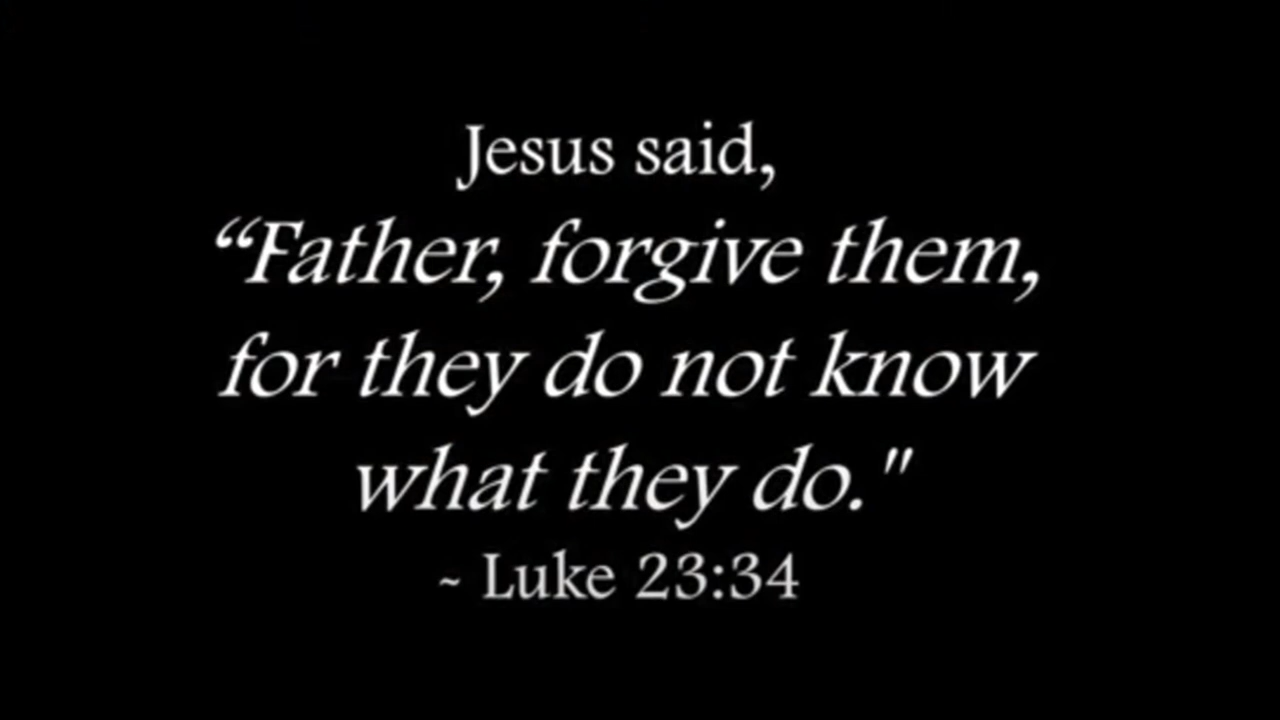 Jesus said,
“Father, forgive them,
for they do not know
what they do."
~ Luke 23:34